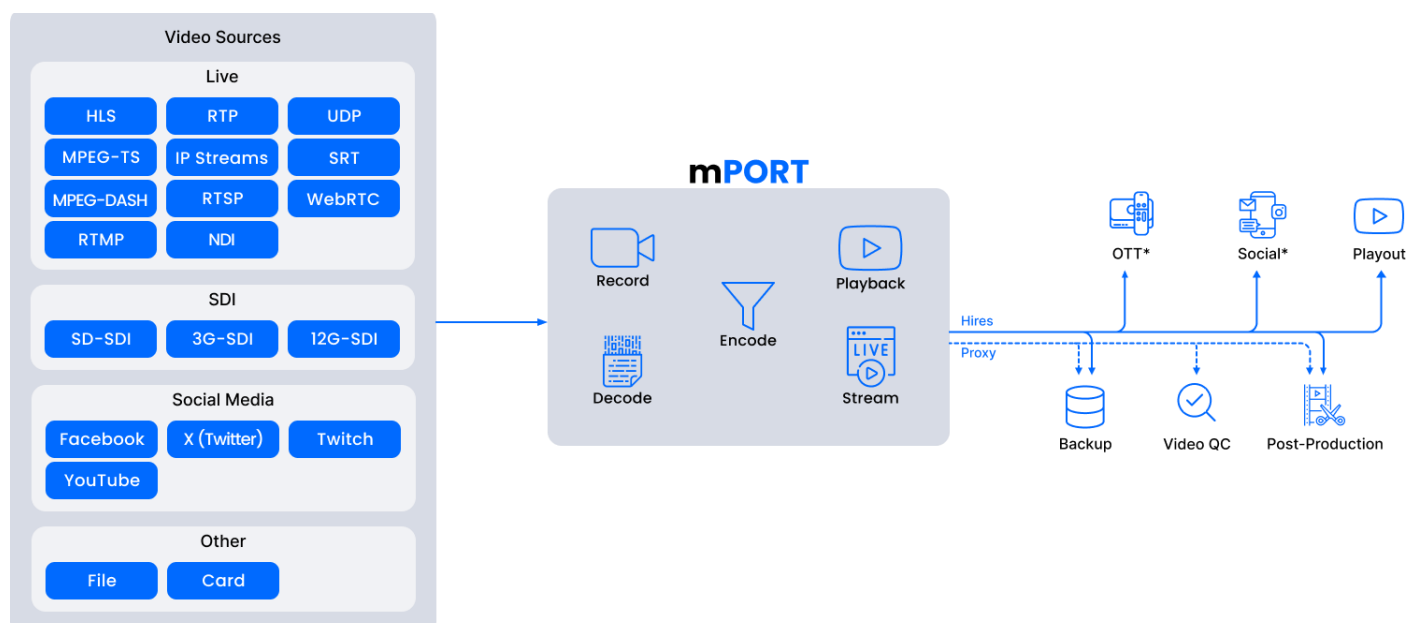 Video Sources
Live
HLS
RTP
UDP
MPEG-TS
IP Streams
SRT
MPEG-DASH
RTSP
WebRTC
RTMP
NDI
SDI
SD-SDI
3G-SDI
12G-SDI
Social Media
Facebook
X (Twitter)
Twitch
YouTube
Other
File
Card
mPORT
Record
Playback
Encode
Decode
LIVE
Stream
Hires
Proxy
OTT*
Social*
Playout
Backup
Video QC
Post-Production